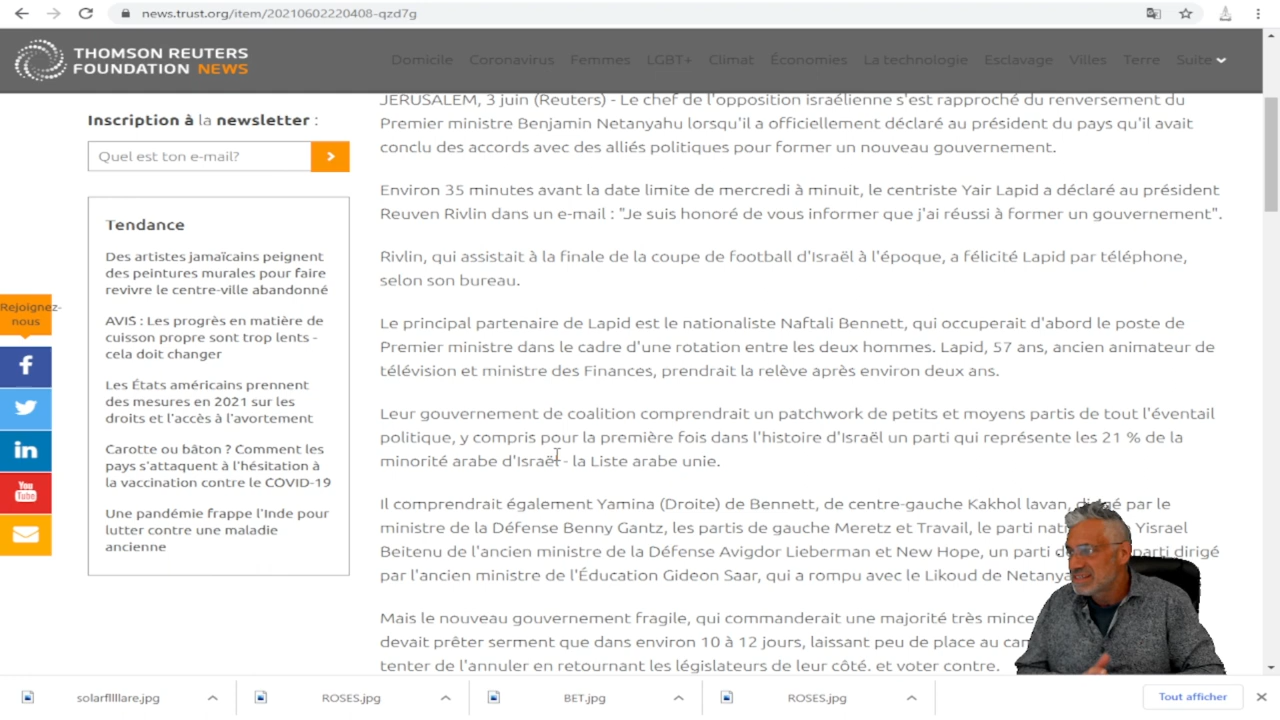 news.trust.org/item/20210602220408-qzd7g
THOMSON REUTERS
FOUNDATION NEWS
Domicile Coronavirus Femmes LGBT+ Climat Économies La technologie Esclavage Villes Terre Suite
Inscription à la newsletter :
Quel est ton e-mail?
Tendance
Des artistes jamaïcains peignent
des peintures murales pour faire
revivre le centre-ville abandonné
AVIS : Les progrès en matière de
cuisson propre sont trop lents -
cela doit changer
Les États américains prennent
des mesures en 2021 sur les
droits et l'accès à l'avortement
Carotte ou bâton ? Comment les
pays s'attaquent à l'hésitation à
la vaccination contre le COVID-19
Une pandémie frappe l'Inde pour
lutter contre une maladie
ancienne
Rejoignez-
nous
You
Tube
JERUSALEM, 3 juin (Reuters) - Le chef de l'opposition israélienne s'est rapproché du renversement du
Premier ministre Benjamin Netanyahu lorsqu'il a officiellement déclaré au président du pays qu'il avait
conclu des accords avec des alliés politiques pour former un nouveau gouvernement.
Environ 35 minutes avant la date limite de mercredi à minuit, le centriste Yair Lapid a déclaré au président
Reuven Rivlin dans un e-mail : "Je suis honoré de vous informer que j'ai réussi à former un gouvernement".
Rivlin, qui assistait à la finale de la coupe de football d'Israël à l'époque, a félicité Lapid par téléphone,
selon son bureau.
Le principal partenaire de Lapid est le nationaliste Naftali Bennett, qui occuperait d'abord le poste de
Premier ministre dans le cadre d'une rotation entre les deux hommes. Lapid, 57 ans, ancien animateur de
télévision et ministre des Finances, prendrait la relève après environ deux ans.
Leur gouvernement de coalition comprendrait un patchwork de petits et moyens partis de tout l'éventail
politique, y compris pour la première fois dans l'histoire d'Israël un parti qui représente les 21 % de la
minorité arabe d'Israël - la Liste arabe unie.
Il comprendrait également Yamina (Droite) de Bennett, de centre-gauche Kakhol lavan, dirigé par le
ministre de la Défense Benny Gantz, les partis de gauche Meretz et Travail, le parti Yisrael
Beitenu de l'ancien ministre de la Défense Avigdor Lieberman et New Hope, un parti parti dirigé
par l'ancien ministre de l'Éducation Gideon Saar, qui a rompu avec le Likoud de
Mais le nouveau gouvernement fragile, qui commanderait une majorité très mince
devait prêter serment que dans environ 10 à 12 jours, laissant peu de place au
tenter de l'annuler en retournant les législateurs de leur côté. et voter contre.
solarflllare.jpg
ROSES.jpg
BET.jpg
ROSES.jpg
Tout afficher